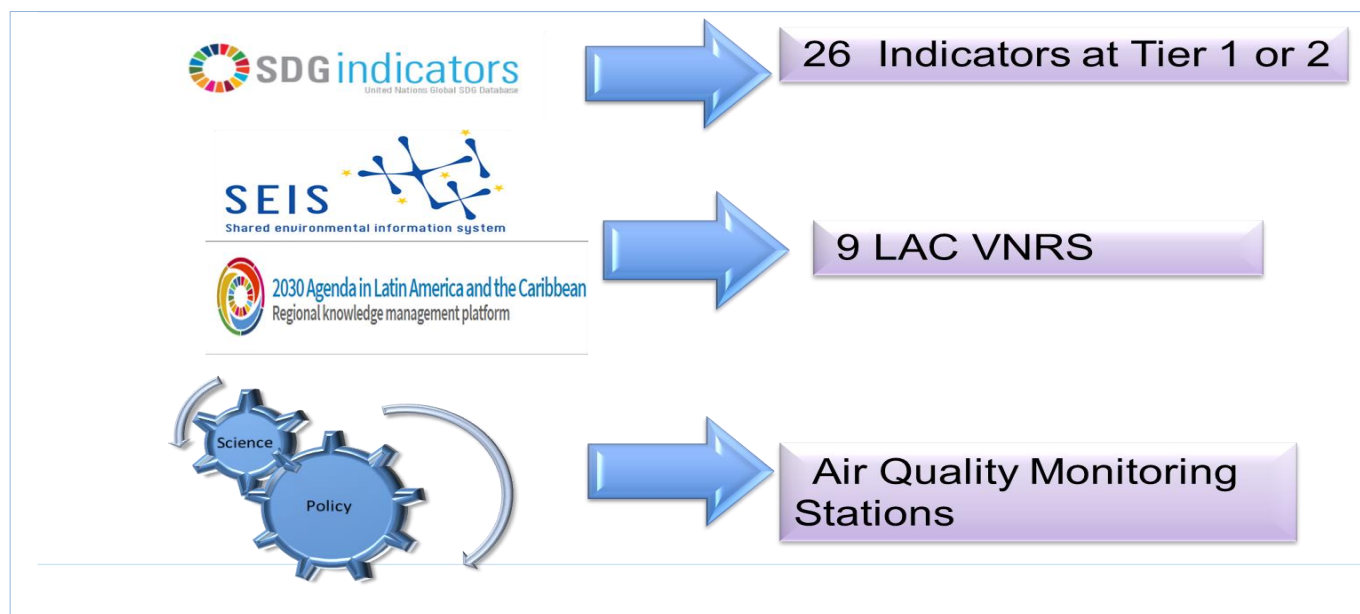 SDG indicators
United Nations Global SDG Database
26 Indicators at Tier 1 or 2
SEIS
Shared environmental information system
9 LAC VNRS
2030 Agenda in Latin America and the Caribbean
Regional knowledge management platform
Science
Policy
Air Quality Monitoring
Stations